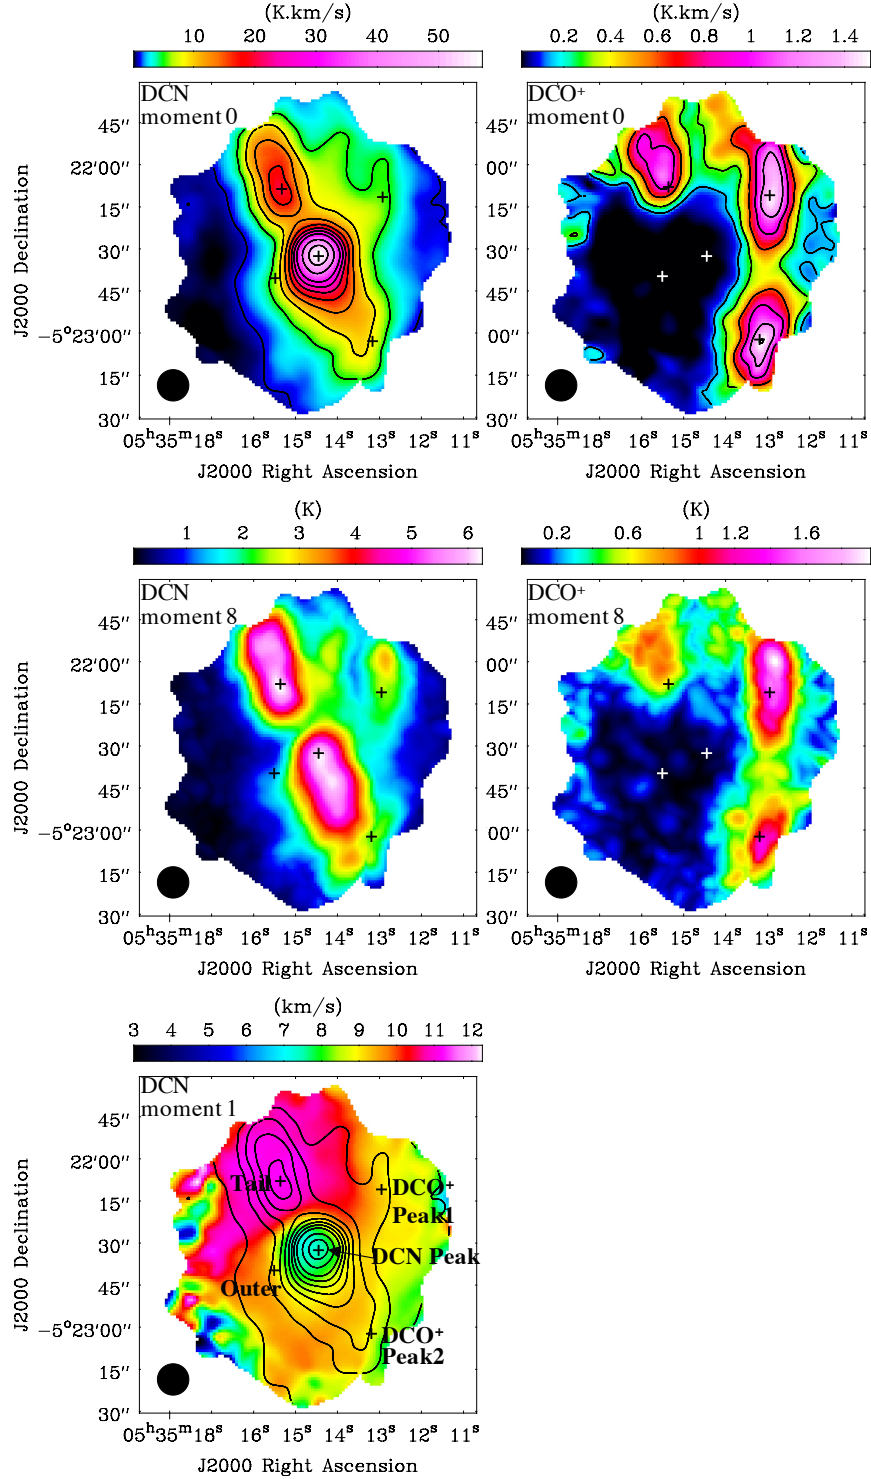 (K.km/s)
10 20 30 40 50
DCN
moment 0
45″
22′00″
15″
30″
45″
−5°23′00″
15″
30″
05ʰ35ᵐ18ˢ 16ˢ 15ˢ 14ˢ 13ˢ 12ˢ 11ˢ
J2000 Right Ascension
J2000 Declination
(K.km/s)
0.2 0.4 0.6 0.8 1 1.2 1.4
DCO⁺
moment 0
45″
00″
15″
30″
45″
00″
15″
30″
05ʰ35ᵐ18ˢ 16ˢ 15ˢ 14ˢ 13ˢ 12ˢ 11ˢ
J2000 Right Ascension
(K)
1 2 3 4 5 6
DCN
moment 8
45″
22′00″
15″
30″
45″
−5°23′00″
15″
30″
05ʰ35ᵐ18ˢ 16ˢ 15ˢ 14ˢ 13ˢ 12ˢ 11ˢ
J2000 Right Ascension
J2000 Declination
(K)
0.2 0.6 1 1.2 1.6
DCO⁺
moment 8
45″
00″
15″
30″
45″
00″
15″
30″
05ʰ35ᵐ18ˢ 16ˢ 15ˢ 14ˢ 13ˢ 12ˢ 11ˢ
J2000 Right Ascension
(km/s)
3 4 5 6 7 8 9 10 11 12
DCN
moment 1
Tail
DCO⁺
Peak1
DCN Peak
Outer
DCO⁺
Peak2
45″
22′00″
15″
30″
45″
−5°23′00″
15″
30″
05ʰ35ᵐ18ˢ 16ˢ 15ˢ 14ˢ 13ˢ 12ˢ 11ˢ
J2000 Right Ascension
J2000 Declination